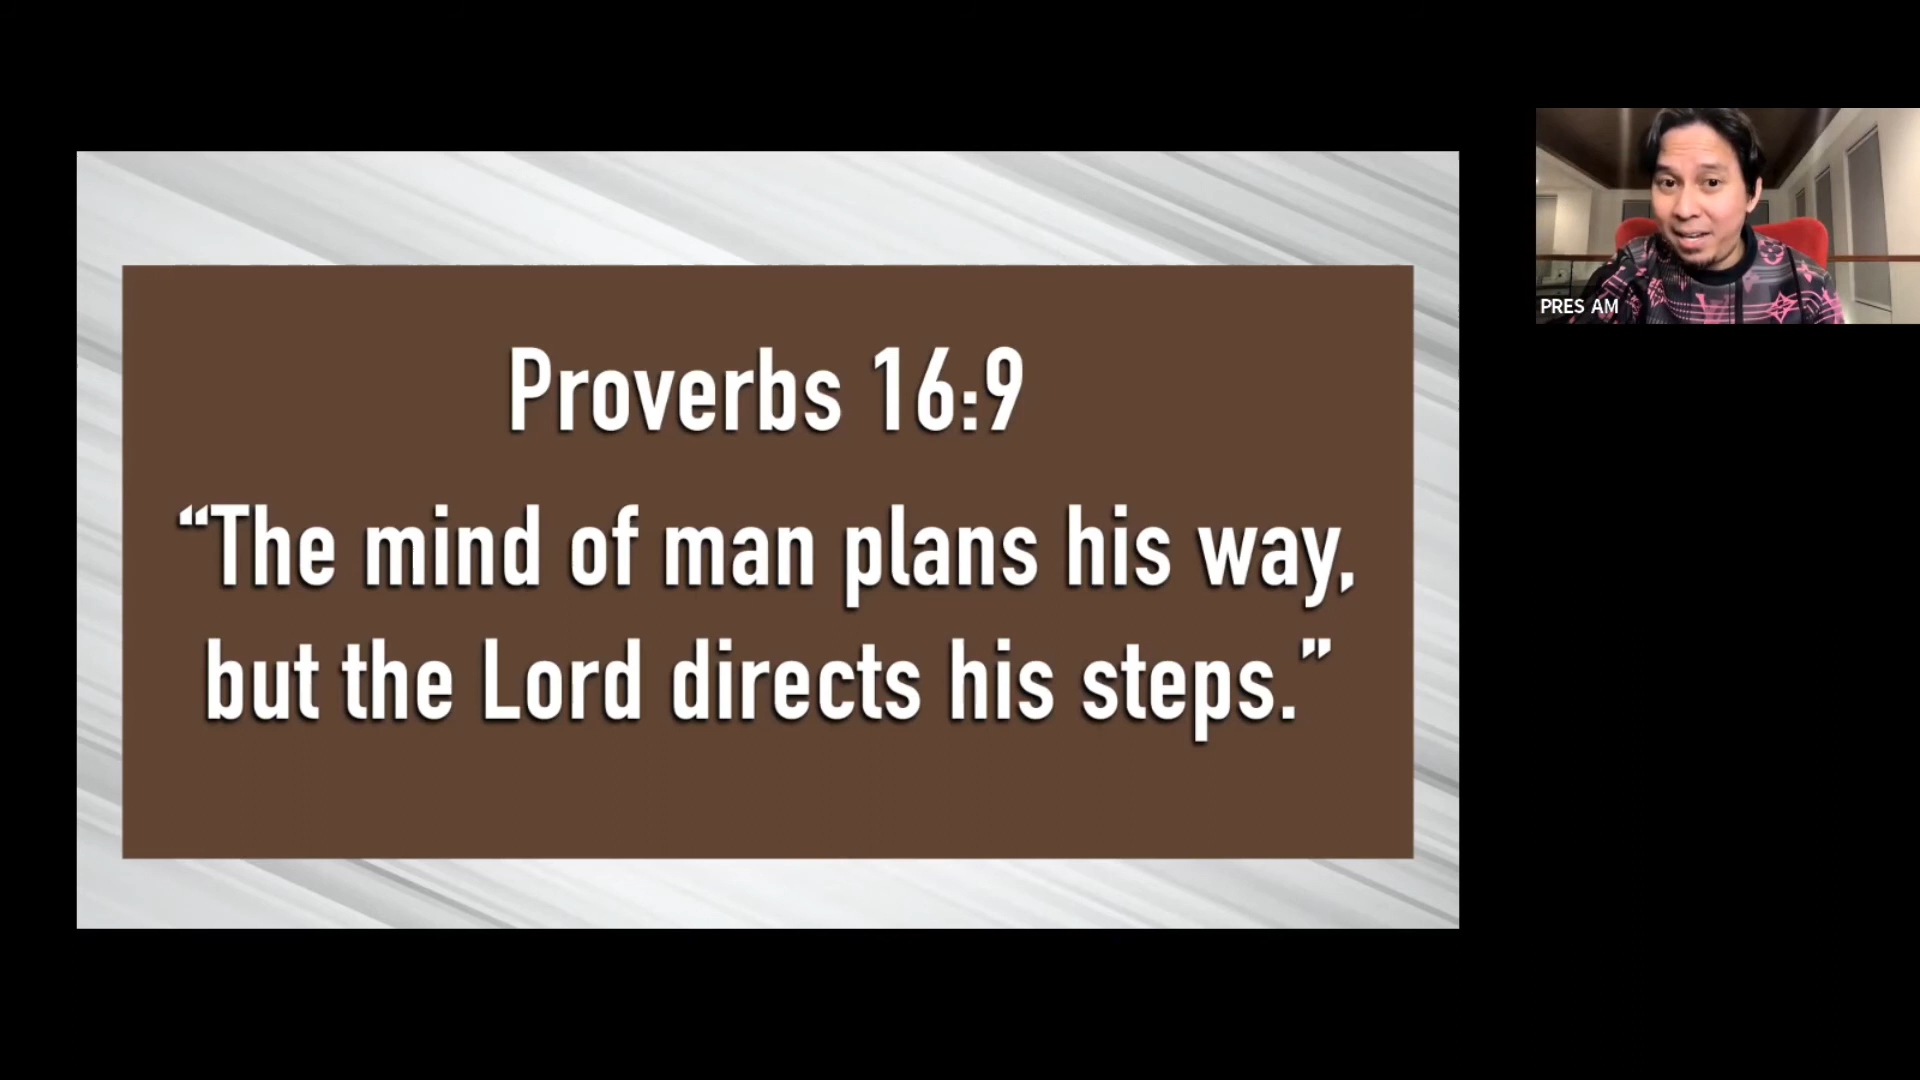 Proverbs 16:9
“The mind of man plans his way,
but the Lord directs his steps.”
PRES AM